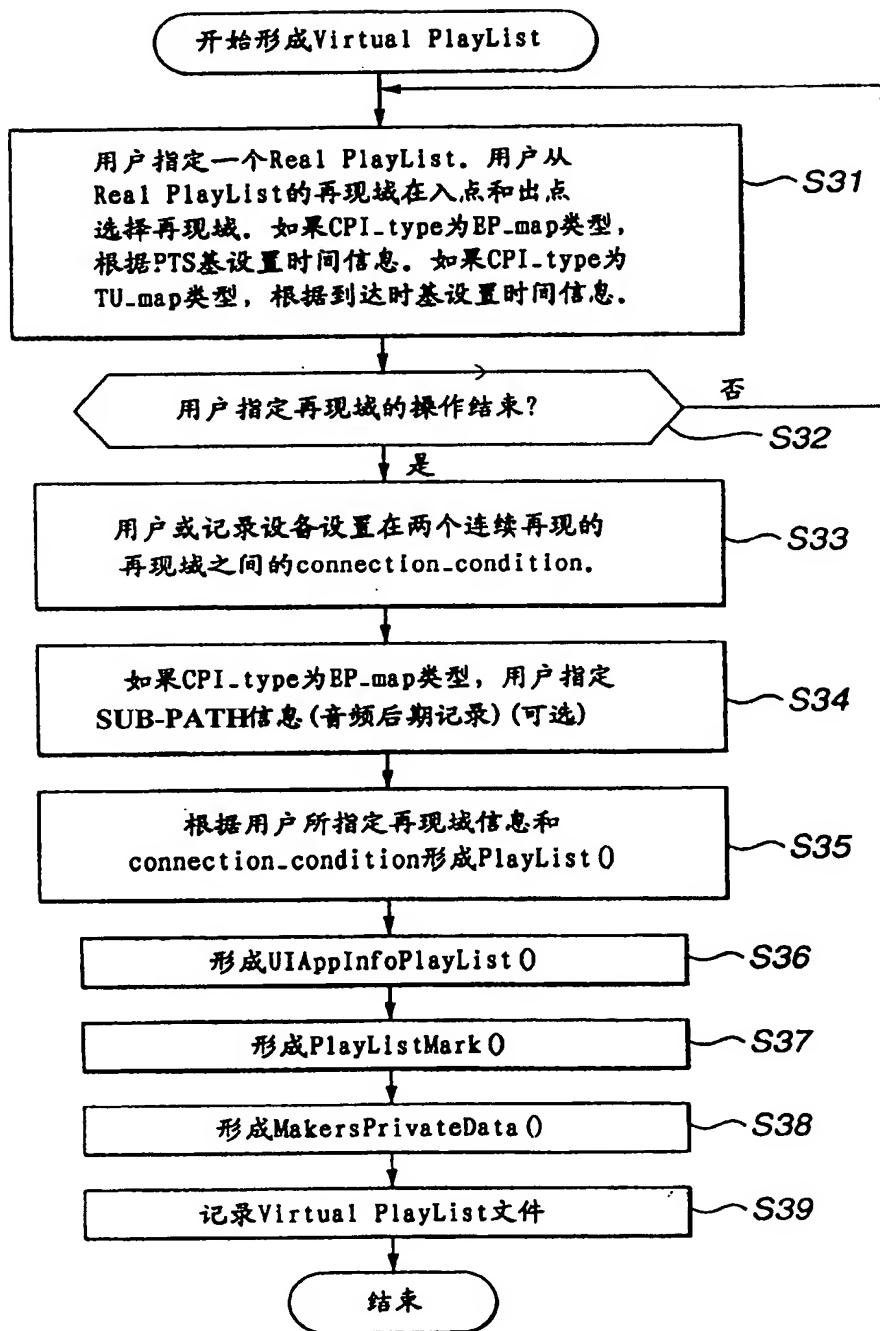 开始形成Virtual PlayList
用户指定一个Real PlayList. 用户从
Real PlayList的再现域在入点和出点
选择再现域. 如果CPI_type为EP_map类型,
根据PTS基设置时间信息. 如果CPI_type为
TU_map类型, 根据到达时基设置时间信息.
S31
用户指定再现域的操作结束?
否
S32
是
用户或记录设备设置在两个连续再现的
再现域之间的connection_condition.
S33
如果CPI_type为EP_map类型, 用户指定
SUB-PATH信息(音频后期记录)(可选)
S34
根据用户所指定再现域信息和
connection_condition形成PlayList()
S35
形成UIAppInfoPlayList()
S36
形成PlayListMark()
S37
形成MakersPrivateData()
S38
记录Virtual PlayList文件
S39
结束